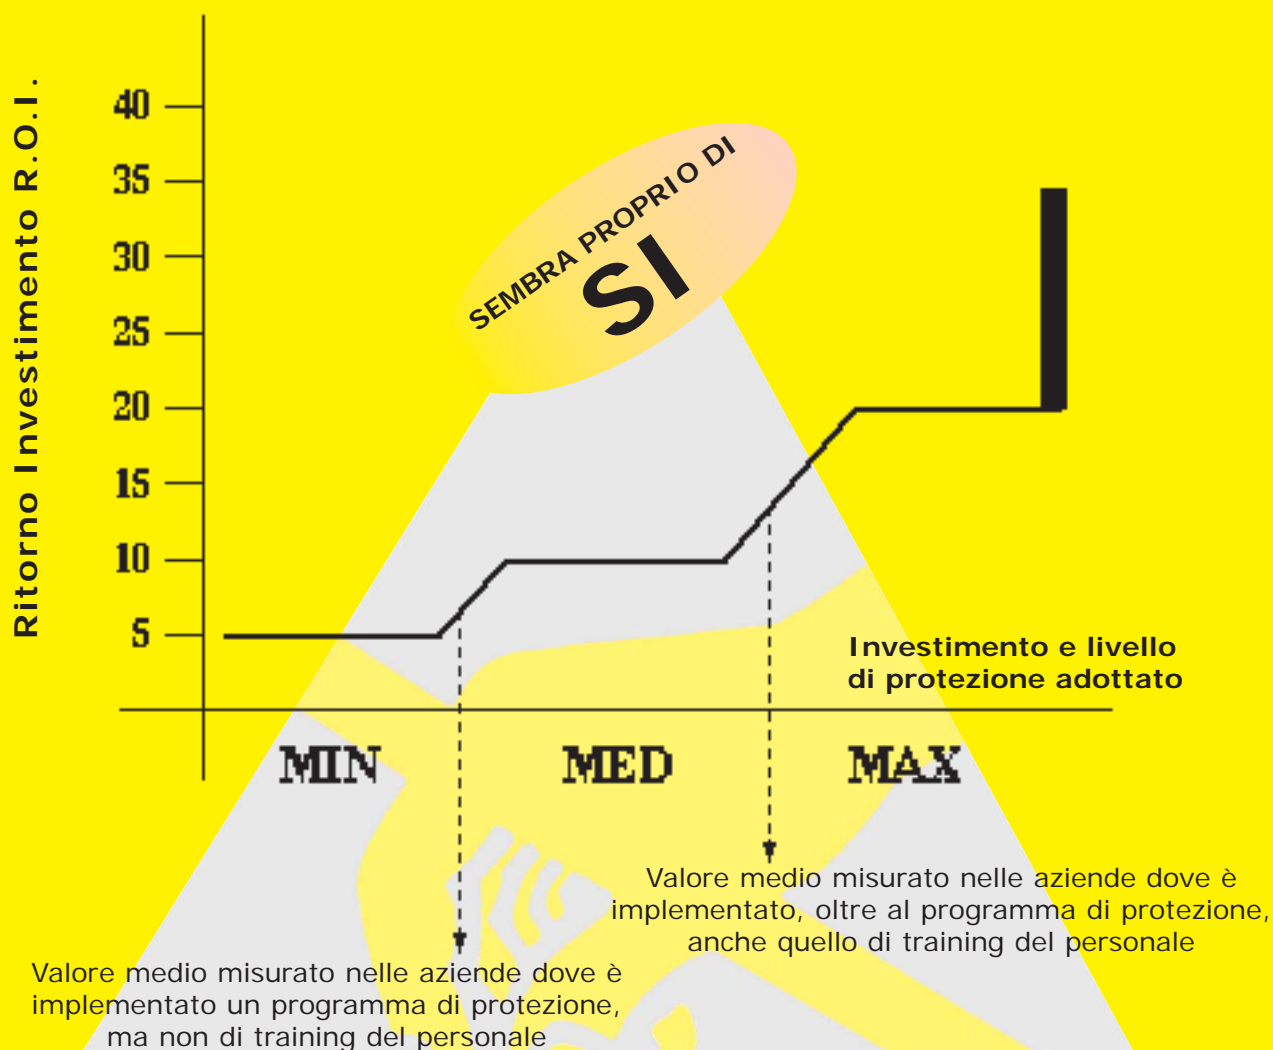 Ritorno Investimento R.O.I.
40
35
30
25
20
15
10
5
SEMBRA PROPRIO DI
SI
Investimento e livello
di protezione adottato
MIN
MED
MAX
Valore medio misurato nelle aziende dove è
implementato, oltre al programma di protezione,
anche quello di training del personale
Valore medio misurato nelle aziende dove è
implementato un programma di protezione,
ma non di training del personale